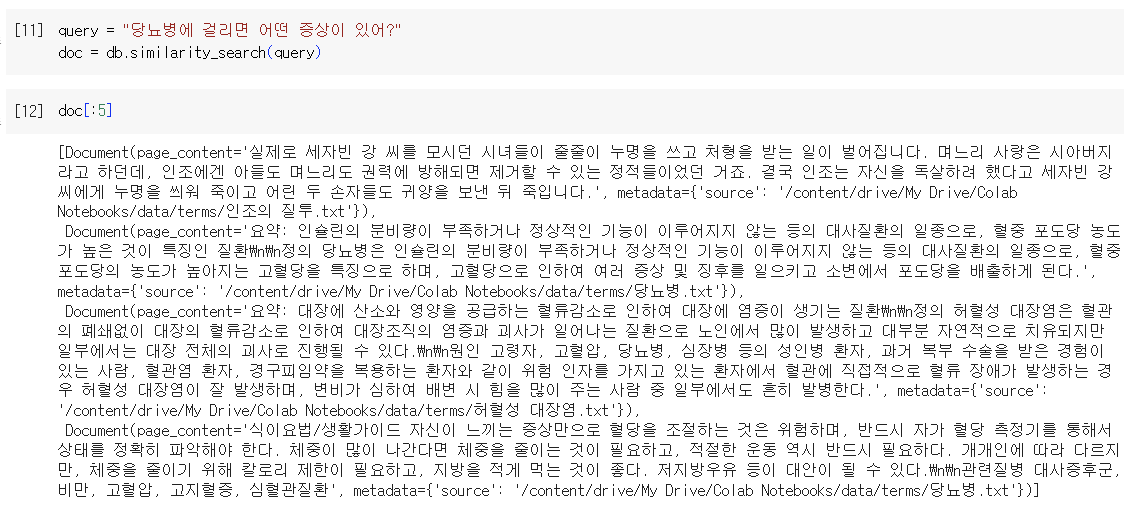 [11] query = "당뇨병에 걸리면 어떤 증상이 있어?"
doc = db.similarity_search(query)
[12] doc[:5]
[Document(page_content='실제로 세자빈 강 씨를 모시던 시녀들이 줄줄이 누명을 쓰고 처형을 받는 일이 벌어집니다. 며느리 사랑은 시아버지
라고 하던데, 인조에겐 아들도 며느리도 권력에 방해되면 제거할 수 있는 정적들이었던 거죠. 결국 인조는 자신을 독살하려 했다고 세자빈 강
씨에게 누명을 씌워 죽이고 어린 두 손자들도 귀양을 보낸 뒤 죽입니다.', metadata={'source': '/content/drive/My Drive/Colab
Notebooks/data/terms/인조의 질투.txt'}),
Document(page_content='요약: 인슐린의 분비량이 부족하거나 정상적인 기능이 이루어지지 않는 등의 대사질환의 일종으로, 혈중 포도당 농도
가 높은 것이 특징인 질환₩n₩n정의 당뇨병은 인슐린의 분비량이 부족하거나 정상적인 기능이 이루어지지 않는 등의 대사질환의 일종으로, 혈중
포도당의 농도가 높아지는 고혈당을 특징으로 하며, 고혈당으로 인하여 여러 증상 및 징후를 일으키고 소변에서 포도당을 배출하게 된다.',
metadata={'source': '/content/drive/My Drive/Colab Notebooks/data/terms/당뇨병.txt'}),
Document(page_content='요약: 대장에 산소와 영양을 공급하는 혈류감소로 인하여 대장에 염증이 생기는 질환₩n₩n정의 허혈성 대장염은 혈관
의 폐쇄없이 대장의 혈류감소로 인하여 대장조직의 염증과 괴사가 일어나는 질환으로 노인에서 많이 발생하고 대부분 자연적으로 치유되지만
일부에서는 대장 전체의 괴사로 진행될 수 있다.₩n₩n원인 고령자, 고혈압, 당뇨병, 심장병 등의 성인병 환자, 과거 복부 수술을 받은 경험이
있는 사람, 혈관염 환자, 경구피임약을 복용하는 환자와 같이 위험 인자를 가지고 있는 환자에서 혈관에 직접적으로 혈류 장애가 발생하는 경
우 허혈성 대장염이 잘 발생하며, 변비가 심하여 배변 시 힘을 많이 주는 사람 중 일부에서도 흔히 발병한다.', metadata={'source':
'/content/drive/My Drive/Colab Notebooks/data/terms/허혈성 대장염.txt'}),
Document(page_content='식이요법/생활가이드 자신이 느끼는 증상만으로 혈당을 조절하는 것은 위험하며, 반드시 자가 혈당 측정기를 통해서
상태를 정확히 파악해야 한다. 체중이 많이 나간다면 체중을 줄이는 것이 필요하고, 적절한 운동 역시 반드시 필요하다. 개개인에 따라 다르지
만, 체중을 줄이기 위해 칼로리 제한이 필요하고, 지방을 적게 먹는 것이 좋다. 저지방우유 등이 대안이 될 수 있다.₩n₩n관련질병 대사증후군,
비만, 고혈압, 고지혈증, 심혈관질환', metadata={'source': '/content/drive/My Drive/Colab Notebooks/data/terms/당뇨병.txt'})]